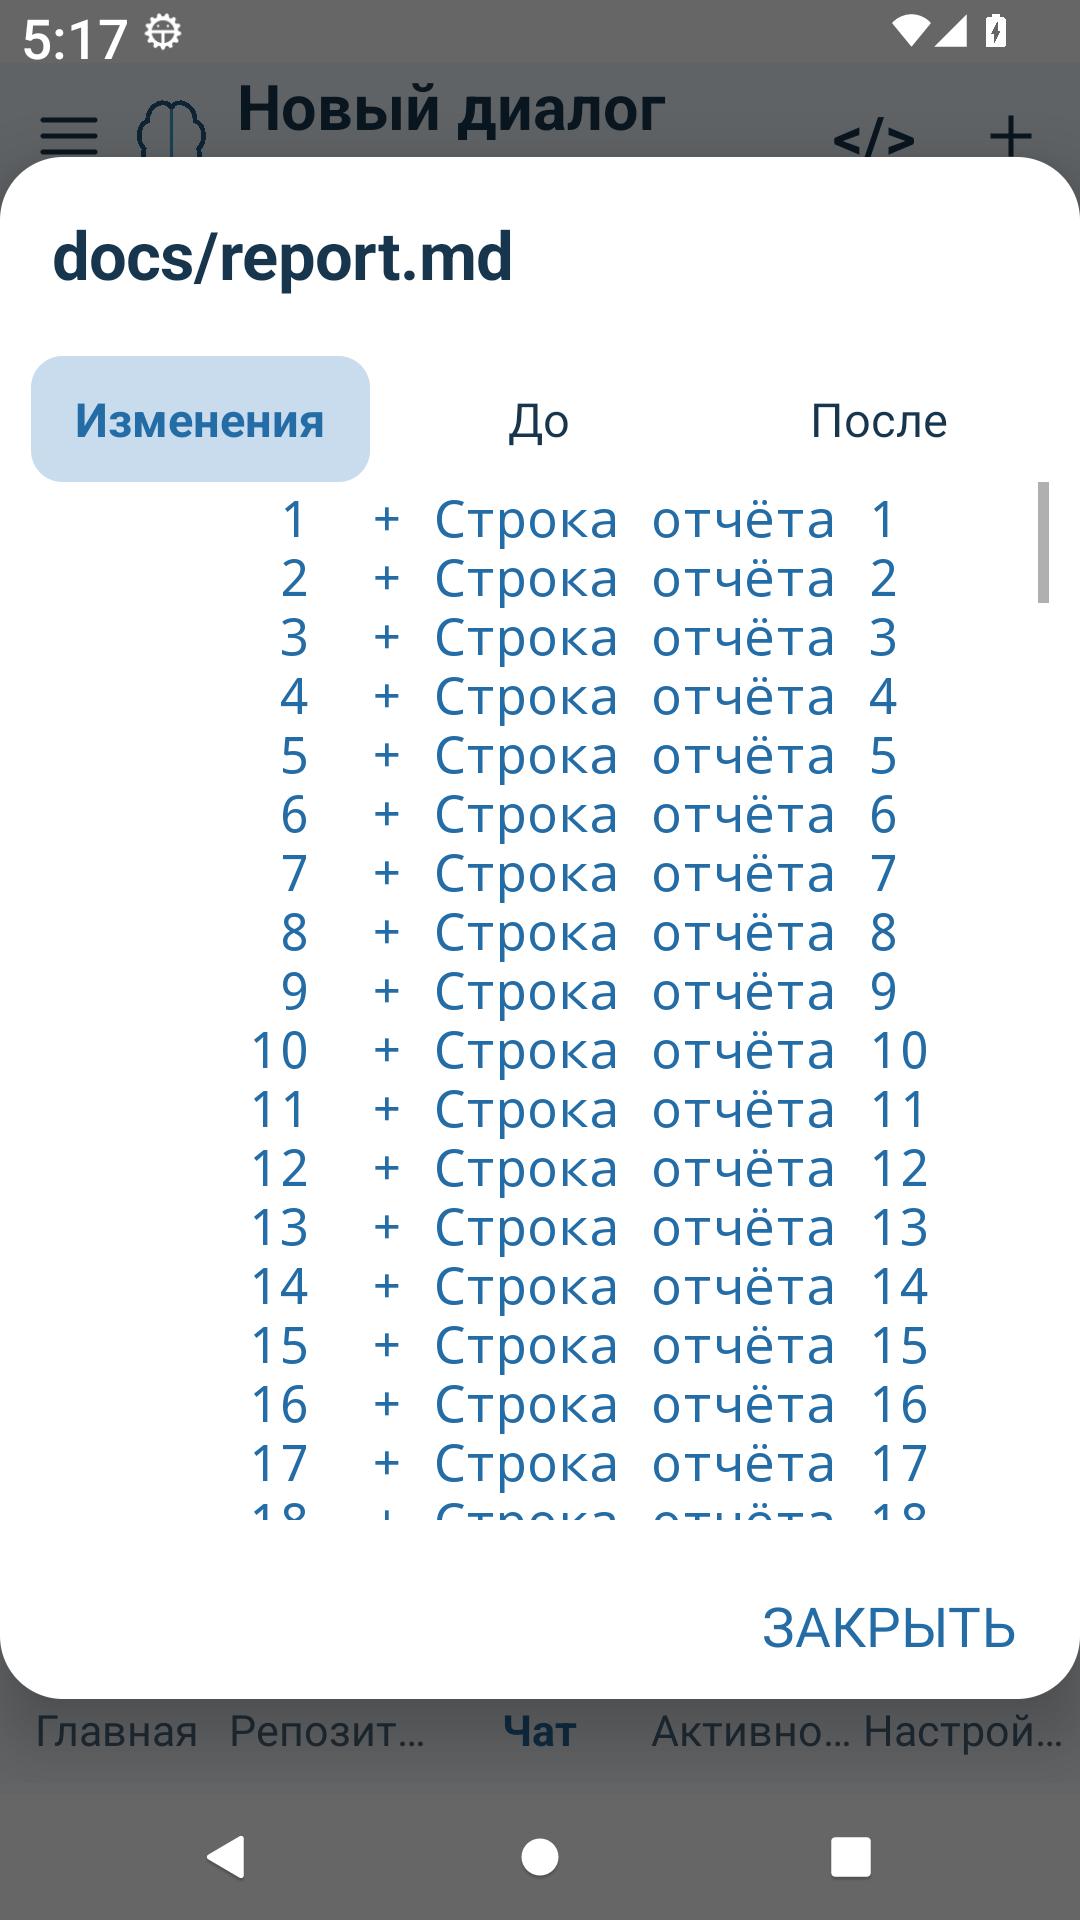 5:17
Новый диалог
</> +
docs/report.md
Изменения До После
1 + Строка отчёта 1
2 + Строка отчёта 2
3 + Строка отчёта 3
4 + Строка отчёта 4
5 + Строка отчёта 5
6 + Строка отчёта 6
7 + Строка отчёта 7
8 + Строка отчёта 8
9 + Строка отчёта 9
10 + Строка отчёта 10
11 + Строка отчёта 11
12 + Строка отчёта 12
13 + Строка отчёта 13
14 + Строка отчёта 14
15 + Строка отчёта 15
16 + Строка отчёта 16
17 + Строка отчёта 17
18 + Строка отчёта 18
ЗАКРЫТЬ
Главная Репозит... Чат Активно... Настрой...